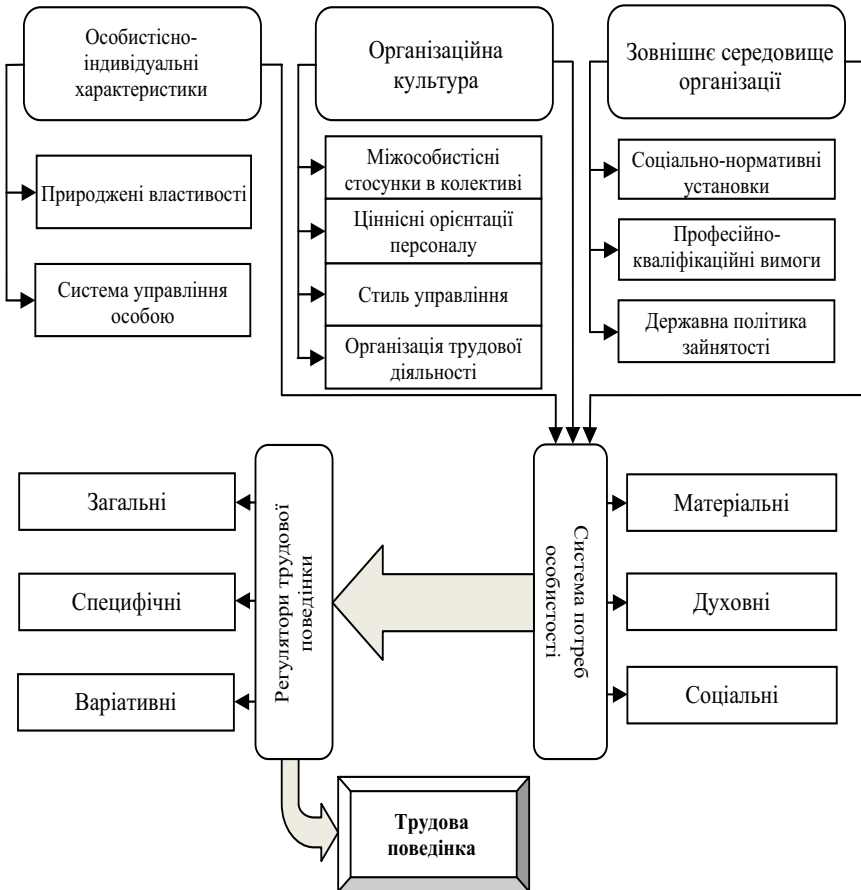 Особистісно-
індивідуальні
характеристики
Організаційна
культура
Зовнішнє середовище
організації
Природжені властивості
Система управління
особою
Міжособистісні
стосунки в колективі
Ціннісні орієнтації
персоналу
Стиль управління
Організація трудової
діяльності
Соціально-нормативні
установки
Професійно-
кваліфікаційні вимоги
Державна політика
зайнятості
Загальні
Специфічні
Варіативні
Регулятори трудової
поведінки
Система потреб
особистості
Матеріальні
Духовні
Соціальні
Трудова
поведінка